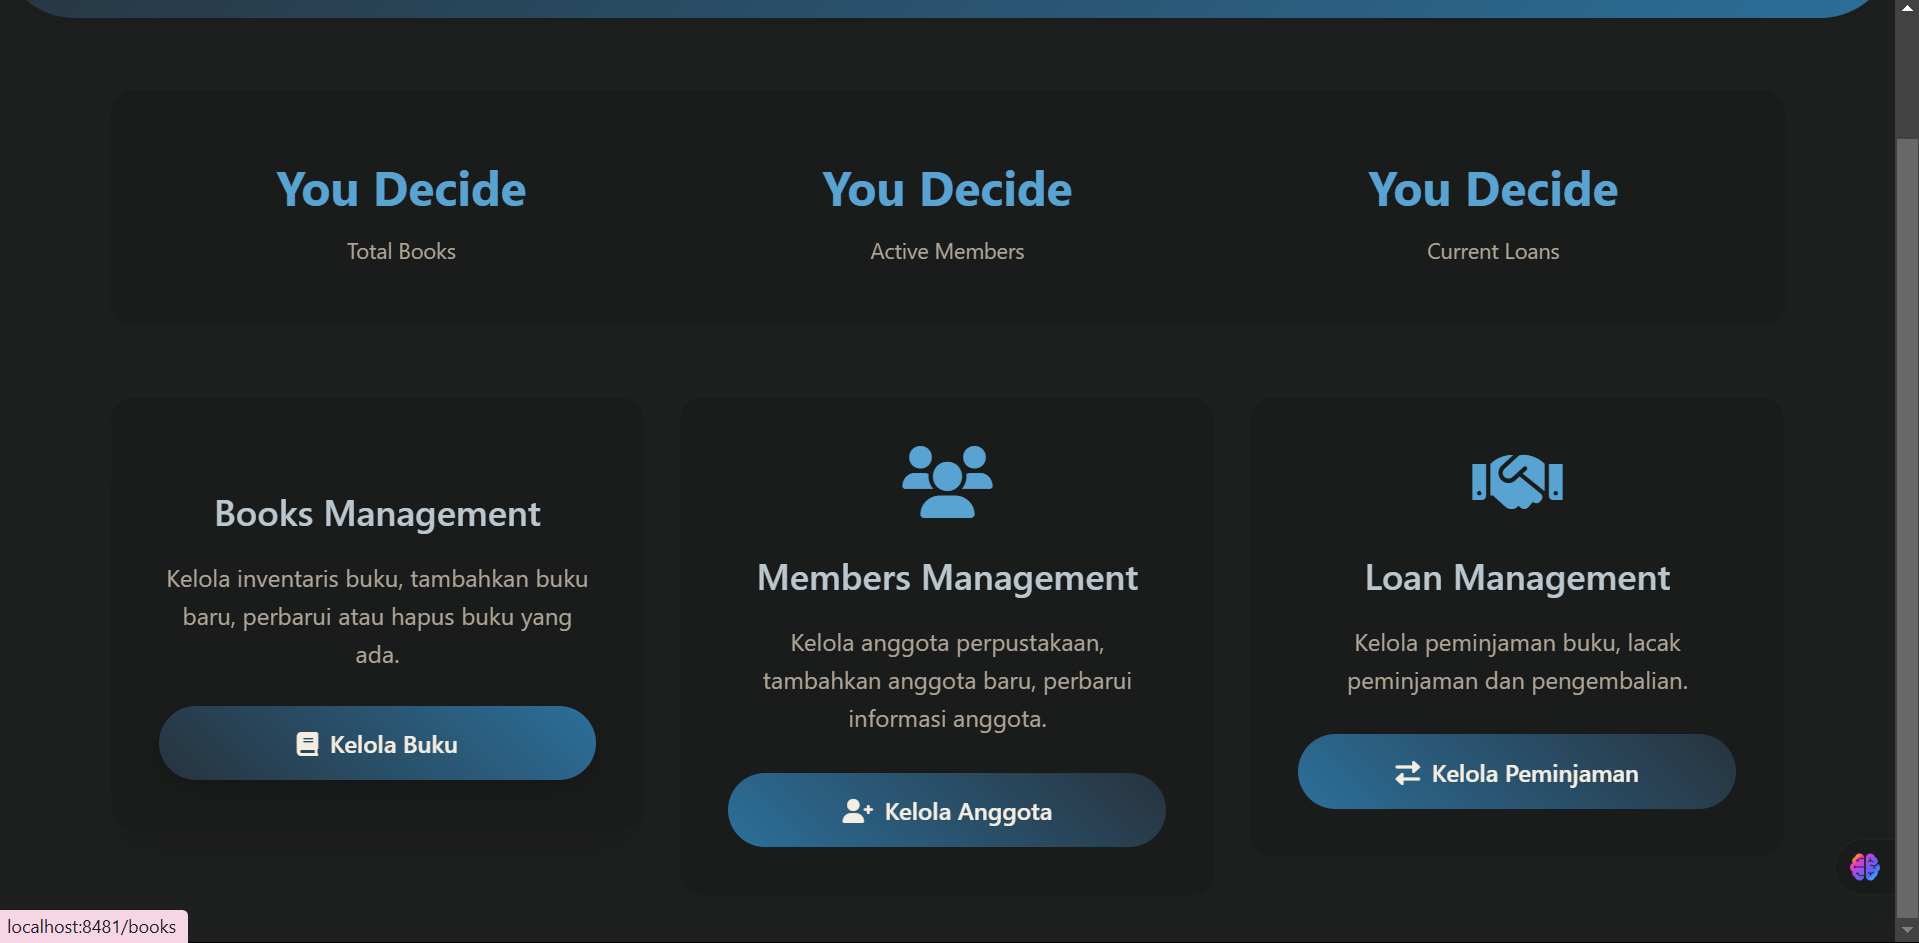 You Decide
Total Books
You Decide
Active Members
You Decide
Current Loans
Books Management
Kelola inventaris buku, tambahkan buku
baru, perbarui atau hapus buku yang
ada.
Kelola Buku
Members Management
Kelola anggota perpustakaan,
tambahkan anggota baru, perbarui
informasi anggota.
Kelola Anggota
Loan Management
Kelola peminjaman buku, lacak
peminjaman dan pengembalian.
Kelola Peminjaman
localhost:8481/books